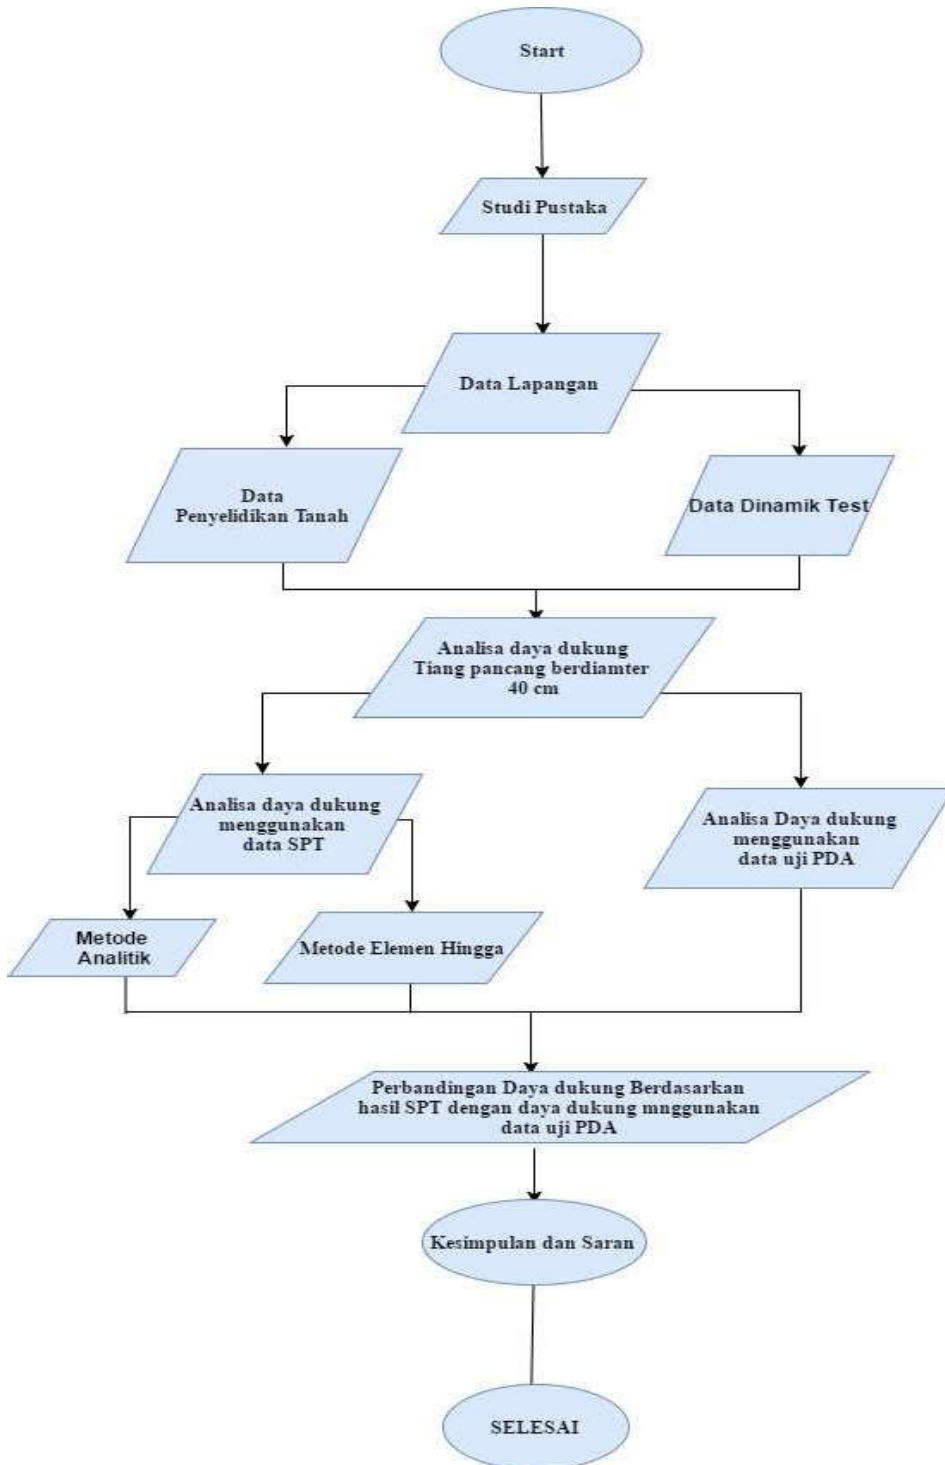 Start
Studi Pustaka
Data Lapangan
Data
Penyelidikan Tanah
Data Dinamik Test
Analisa daya dukung
Tiang pancang berdiamter
40 cm
Analisa daya dukung
menggunakan
data SPT
Analisa Daya dukung
menggunakan
data uji PDA
Metode
Analitik
Metode Elemen Hingga
Perbandingan Daya dukung Berdasarkan
hasil SPT dengan daya dukung mnggunakan
data uji PDA
Kesimpulan dan Saran
SELESAI